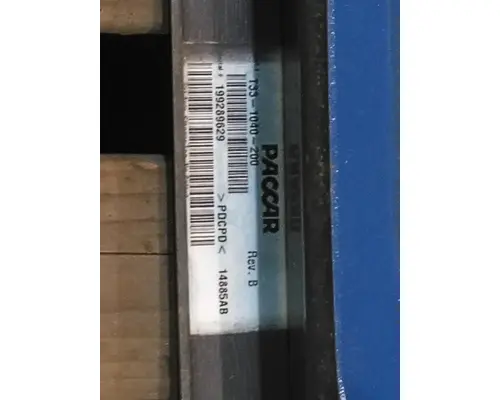 T33-1040-200
PACCAR
Rev. B
199289629
>PDCPD<
14885AB